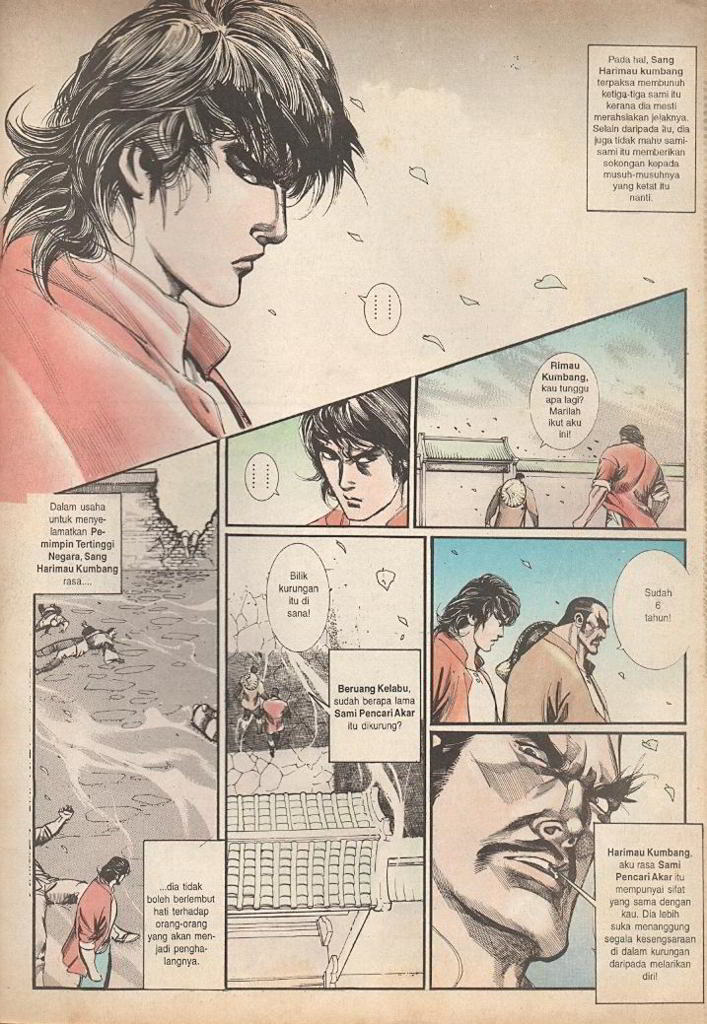 Pada hal, Sang
Harimau kumbang
terpaksa membunuh
ketiga-tiga sami itu
kerana dia mesti
merahsiakan jejaknya.
Selain daripada itu, dia
juga tidak mahu sami-
sami itu memberikan
sokongan kepada
musuh-musuhnya
yang ketat itu
nanti.
Rimau
Kumbang,
kau tunggu
apa lagi?
Marilah
ikut aku
ini!
Dalam usaha
untuk menye-
lamatkan Pe-
mimpin Tertinggi
Negara, Sang
Harimau Kumbang
rasa....
...dia tidak
boleh berlembut
hati terhadap
orang-orang
yang akan men-
jadi pengha-
langnya.
Bilik
kurungan
itu di
sana!
Beruang Kelabu,
sudah berapa lama
Sami Pencari Akar
itu dikurung?
Sudah
6
tahun!
Harimau Kumbang,
aku rasa Sami
Pencari Akar itu
mempunyai sifat
yang sama dengan
kau. Dia lebih
suka menanggung
segala kesengsaraan
di dalam kurungan
daripada melarikan
diri!